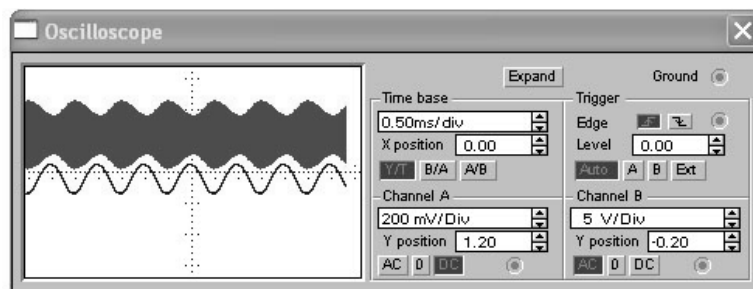 Oscilloscope
Expand
Ground
Time base
0.50ms/div
X position 0.00
Y/T B/A A/B
Trigger
Edge
Level 0.00
Auto A B Ext
Channel A
200 mV/Div
Y position 1.20
AC 0 DC
Channel B
5 V/Div
Y position -0.20
AC 0 DC